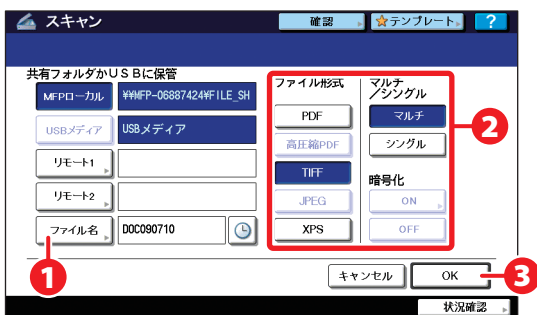 スキャン
確認
テンプレート
?
共有フォルダかUSBに保管
MFPローカル
¥¥MFP-06887424¥FILE_SH
USBメディア
USBメディア
リモート1
リモート2
ファイル名
DOC090710
ファイル形式
PDF
高圧縮PDF
TIFF
JPEG
XPS
マルチ
/シングル
マルチ
シングル
暗号化
ON
OFF
1
2
3
キャンセル
OK
状況確認